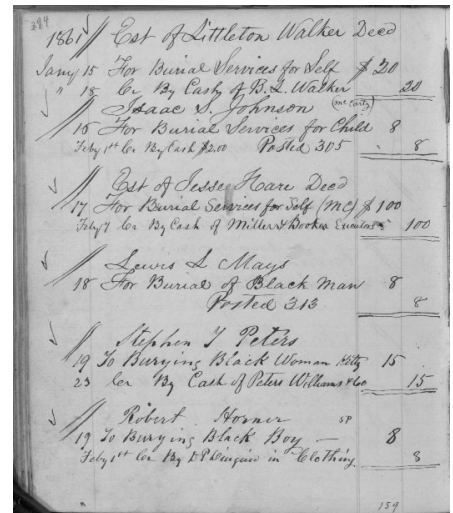 384
1861 // Est of Littleton Walker Decd
Jany 15 For Burial Services for Self $ 20
" 18 Cr By Cash of B. L. Walker 20
// Isaac S. Johnson
16 For Burial Services for Child 8
Feby 1st Cr By Cash $2.00 Posted 305 8
// Est of Jesse Hare Decd
17 For Burial Services for Self (MC) $ 100
Feby 7 Cr By Cash of Miller & Booker 100
// Lewis L Mays
18 For Burial of Black Man 8
Posted 313 8
// Stephen T Peters
19 To Burying Black Woman Kitty 15
23 Cr By Cash of Peters Williams & Co 15
// Robert Horner SP
19 To Burying Black Boy — 8
Feby 1st Cr By in Clothing 8
159